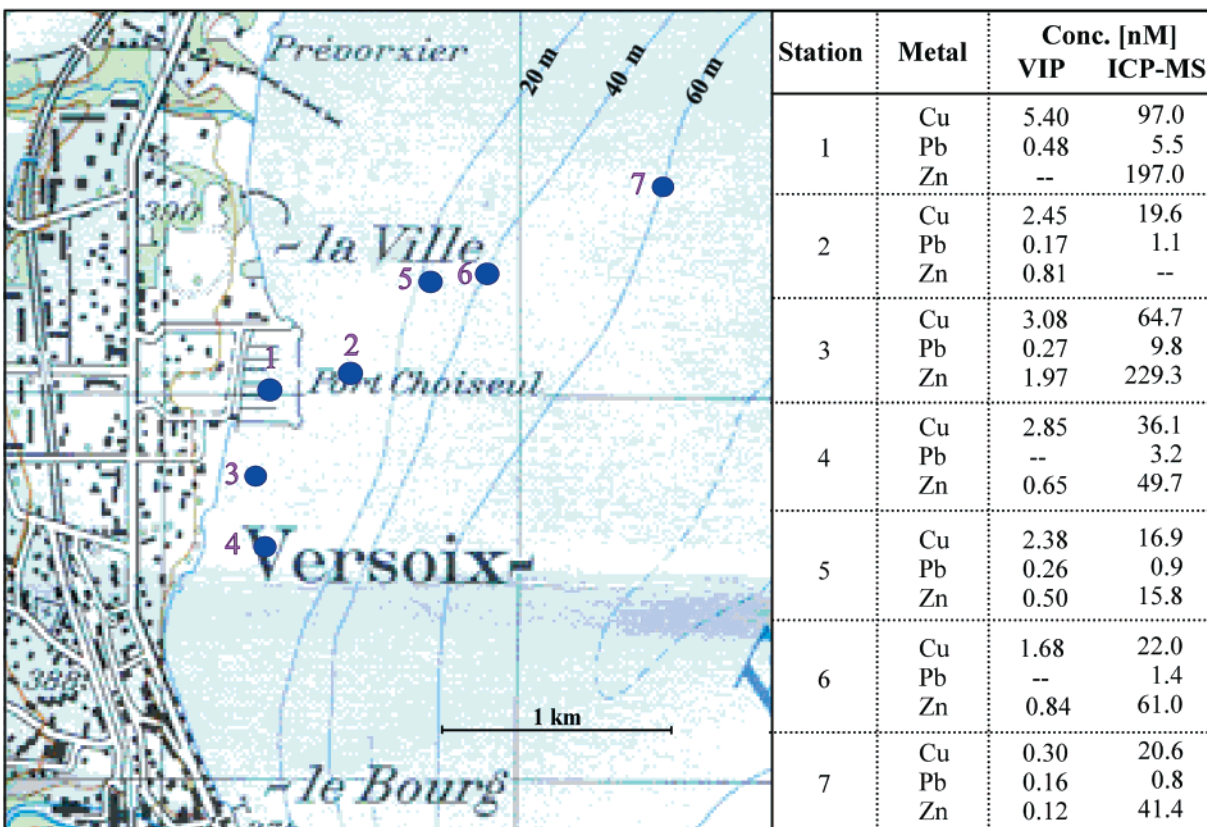 Prévorxier
20 m
40 m
60 m
7
390
-la Ville
5
6
2
1
Port Choiseul
3
4
Versoix-
388
1 km
-le Bourg
Station Metal Conc. [nM]
VIP ICP-MS
1
Cu 5.40 97.0
Pb 0.48 5.5
Zn -- 197.0
2
Cu 2.45 19.6
Pb 0.17 1.1
Zn 0.81 --
3
Cu 3.08 64.7
Pb 0.27 9.8
Zn 1.97 229.3
4
Cu 2.85 36.1
Pb -- 3.2
Zn 0.65 49.7
5
Cu 2.38 16.9
Pb 0.26 0.9
Zn 0.50 15.8
6
Cu 1.68 22.0
Pb -- 1.4
Zn 0.84 61.0
7
Cu 0.30 20.6
Pb 0.16 0.8
Zn 0.12 41.4